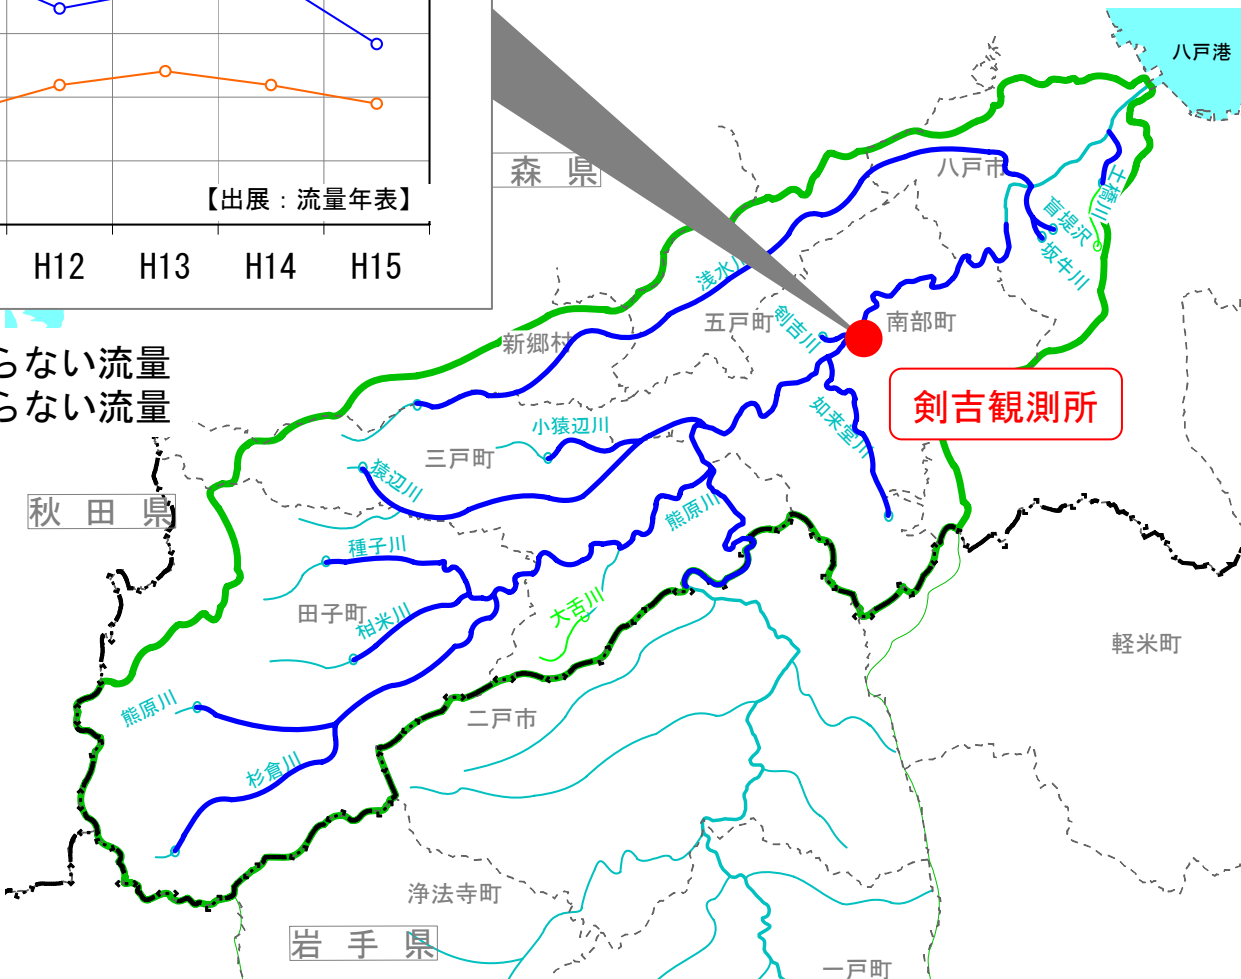 八戸港
森 県
【出展：流量年表】
H12 H13 H14 H15
八戸市
土橋川
盲堤沢
坂牛川
浅水川
五戸町
剣吉川
南部町
新郷村
らない流量
らない流量
剣吉観測所
如来堂川
小猿辺川
三戸町
猿辺川
秋 田 県
熊原川
種子川
田子町
相米川
大舌川
軽米町
熊原川
二戸市
杉倉川
浄法寺町
岩 手 県
一戸町